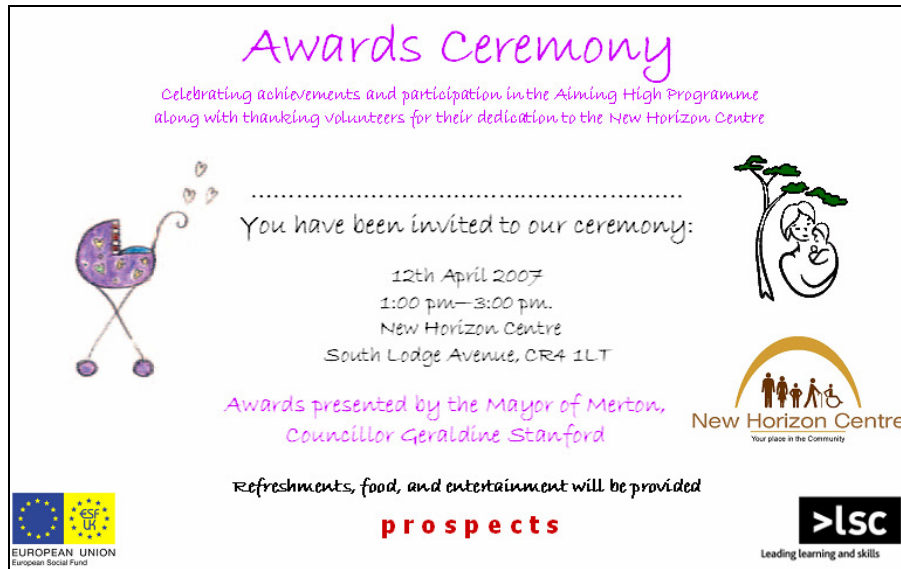 Awards Ceremony
Celebrating achievements and participation in the Aiming High Programme
along with thanking volunteers for their dedication to the New Horizon Centre
........................................................
You have been invited to our ceremony:
12th April 2007
1:00 pm—3:00 pm.
New Horizon Centre
South Lodge Avenue, CR4 1LT
New Horizon Centre
Your place in the Community
Awards presented by the Mayor of Merton,
Councillor Geraldine Stanford
Refreshments, food, and entertainment will be provided
prospects
ESF
UK
EUROPEAN UNION
European Social Fund
>lsc
Leading learning and skills